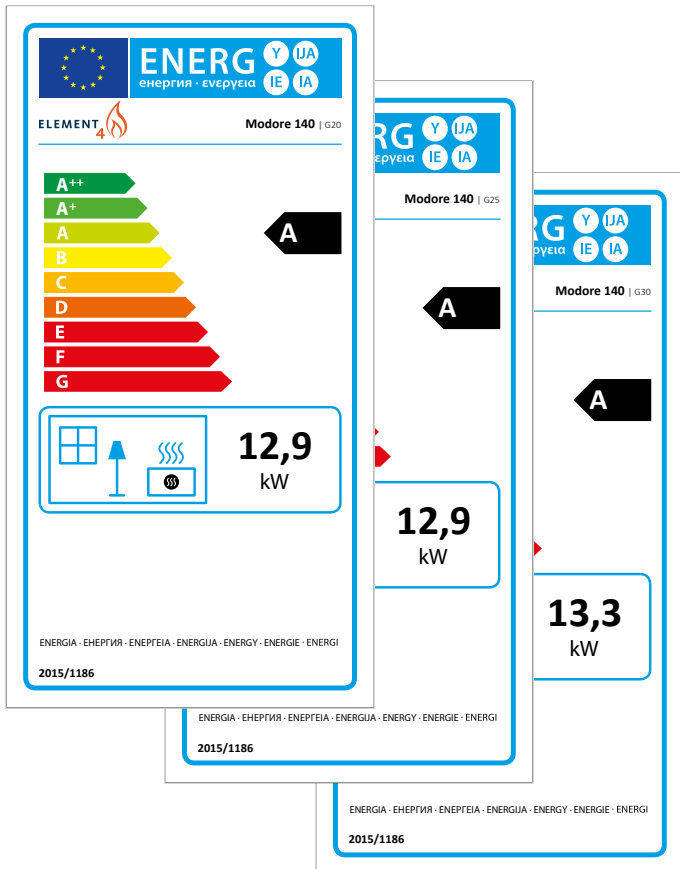 ENERG Y IJA
енергия · ενεργεια IE IA
ELEMENT4
Modore 140 | G20
A++
A+
A
B
C
D
E
F
G
A
12,9
kW
ENERGIA · ЕНЕРГИЯ · ΕΝΕΡΓΕΙΑ · ENERGIJA · ENERGY · ENERGIE · ENERGI
2015/1186
RG Y IJA
εργεια IE IA
Modore 140 | G25
A
12,9
kW
ENERGIA · ЕНЕРГИЯ · ΕΝΕΡΓΕΙΑ · ENERGIJA · ENERGY · ENERGIE · ENERGI
2015/1186
G Y IJA
ργεια IE IA
Modore 140 | G30
A
13,3
kW
ENERGIA · ЕНЕРГИЯ · ΕΝΕΡΓΕΙΑ · ENERGIJA · ENERGY · ENERGIE · ENERGI
2015/1186